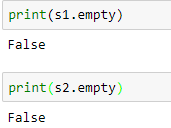 print(s1.empty)
False
print(s2.empty)
False